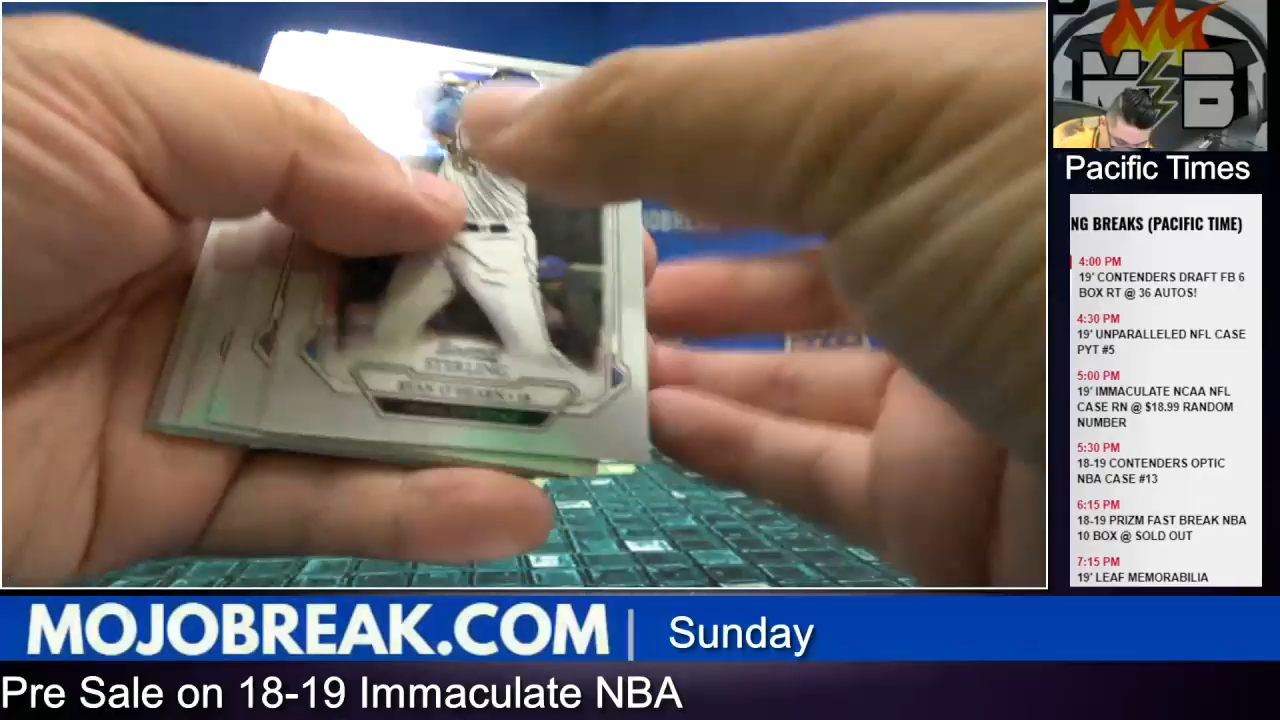 STERLING
MB
Pacific Times
NG BREAKS (PACIFIC TIME)
4:00 PM
19' CONTENDERS DRAFT FB 6
BOX RT @ 36 AUTOS!
4:30 PM
19' UNPARALLELED NFL CASE
PYT #5
5:00 PM
19' IMMACULATE NCAA NFL
CASE RN @ $18.99 RANDOM
NUMBER
5:30 PM
18-19 CONTENDERS OPTIC
NBA CASE #13
6:15 PM
18-19 PRIZM FAST BREAK NBA
10 BOX @ SOLD OUT
7:15 PM
19' LEAF MEMORABILIA
MOJOBREAK.COM | Sunday
Pre Sale on 18-19 Immaculate NBA